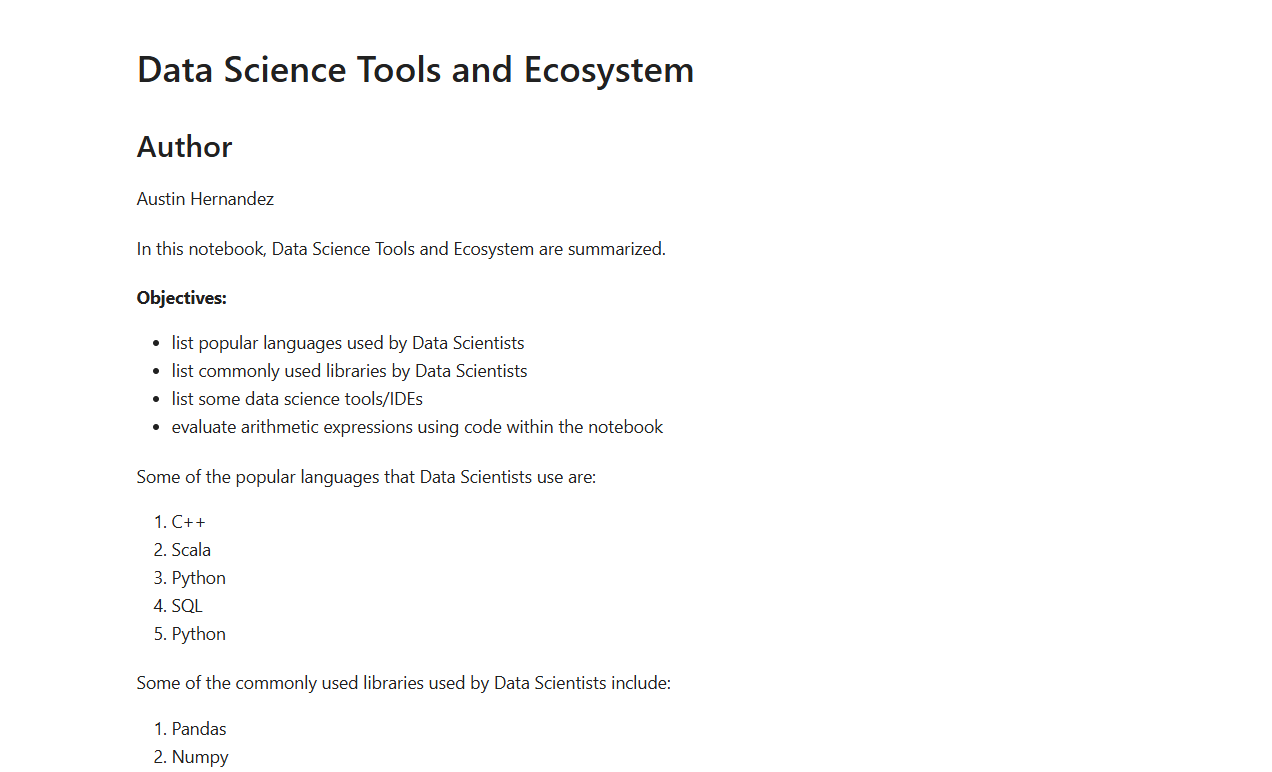 Data Science Tools and Ecosystem
Author
Austin Hernandez
In this notebook, Data Science Tools and Ecosystem are summarized.
Objectives:
• list popular languages used by Data Scientists
• list commonly used libraries by Data Scientists
• list some data science tools/IDEs
• evaluate arithmetic expressions using code within the notebook
Some of the popular languages that Data Scientists use are:
1. C++
2. Scala
3. Python
4. SQL
5. Python
Some of the commonly used libraries used by Data Scientists include:
1. Pandas
2. Numpy